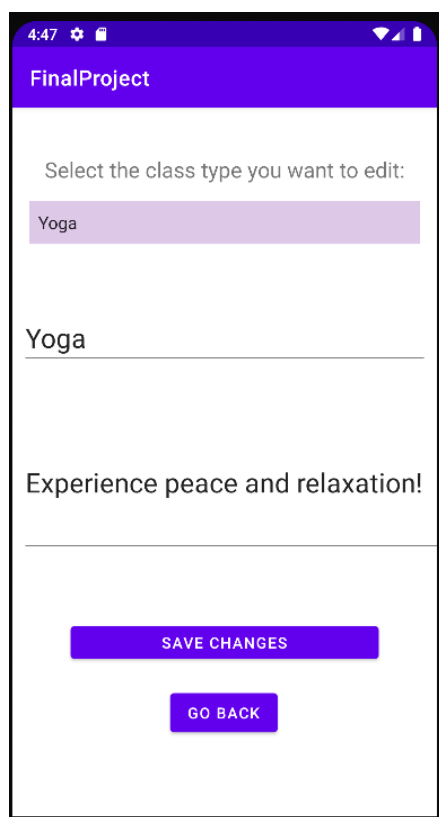 4:47
FinalProject
Select the class type you want to edit:
Yoga
Yoga
Experience peace and relaxation!
SAVE CHANGES
GO BACK